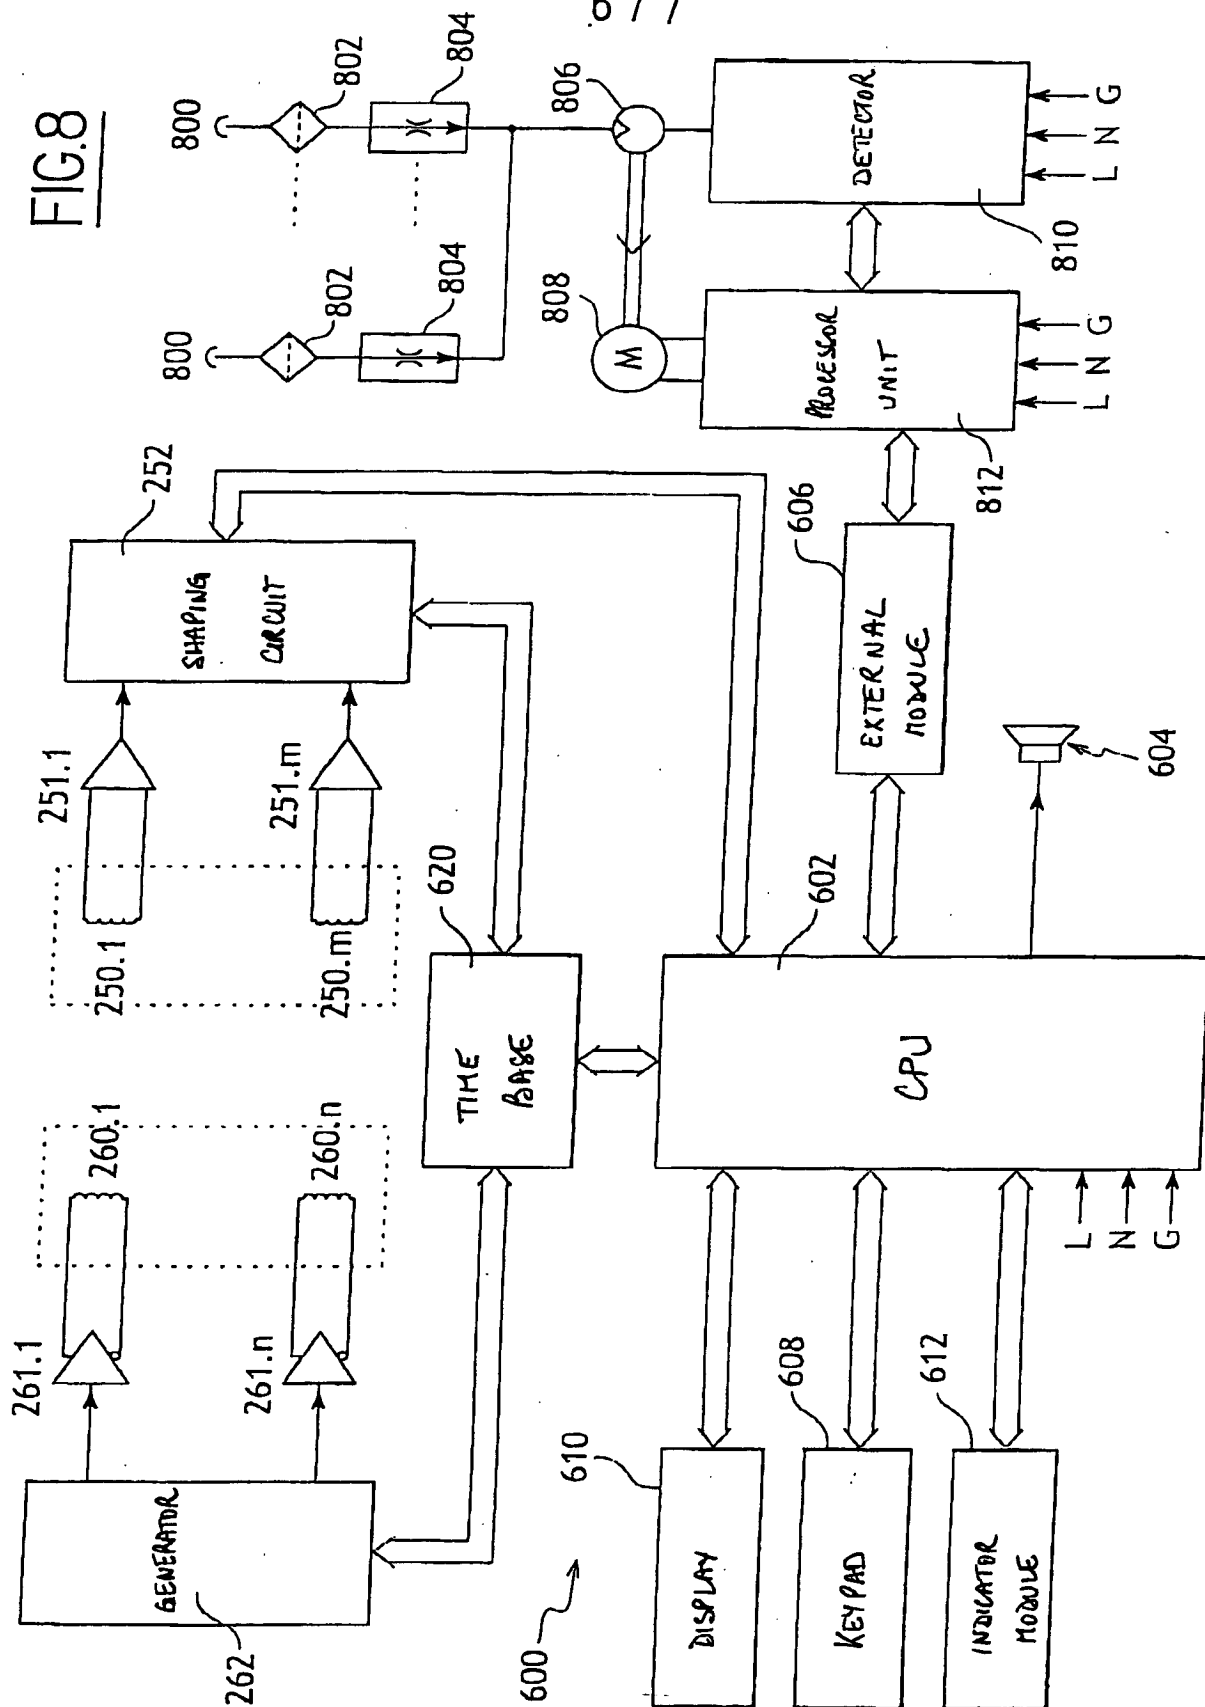 6 / 7
FIG.8
800
802
804
800
802
804
806
808
DETECTOR
810
L N G
PROCESSOR
UNIT
812
L N G
M
252
SHAPING
CIRCUIT
251.1
251.m
250.1
250.m
606
EXTERNAL
MODULE
604
620
TIME
BASE
602
CPU
L
N
G
260.1
260.n
261.1
261.n
GENERATOR
262
610
DISPLAY
608
KEYPAD
612
INDICATOR
MODULE
600